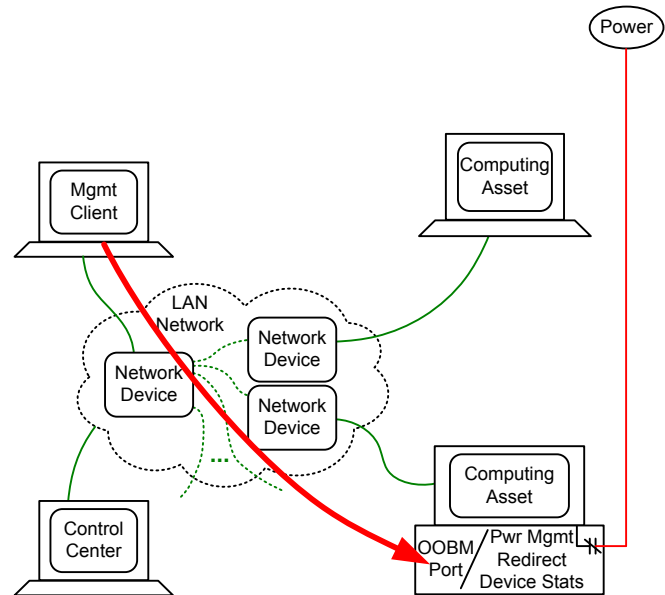 Power
Mgmt
Client
Computing
Asset
LAN
Network
Network
Device
Network
Device
Network
Device
...
Control
Center
Computing
Asset
OOBM
Port
/
Pwr Mgmt
Redirect
Device Stats